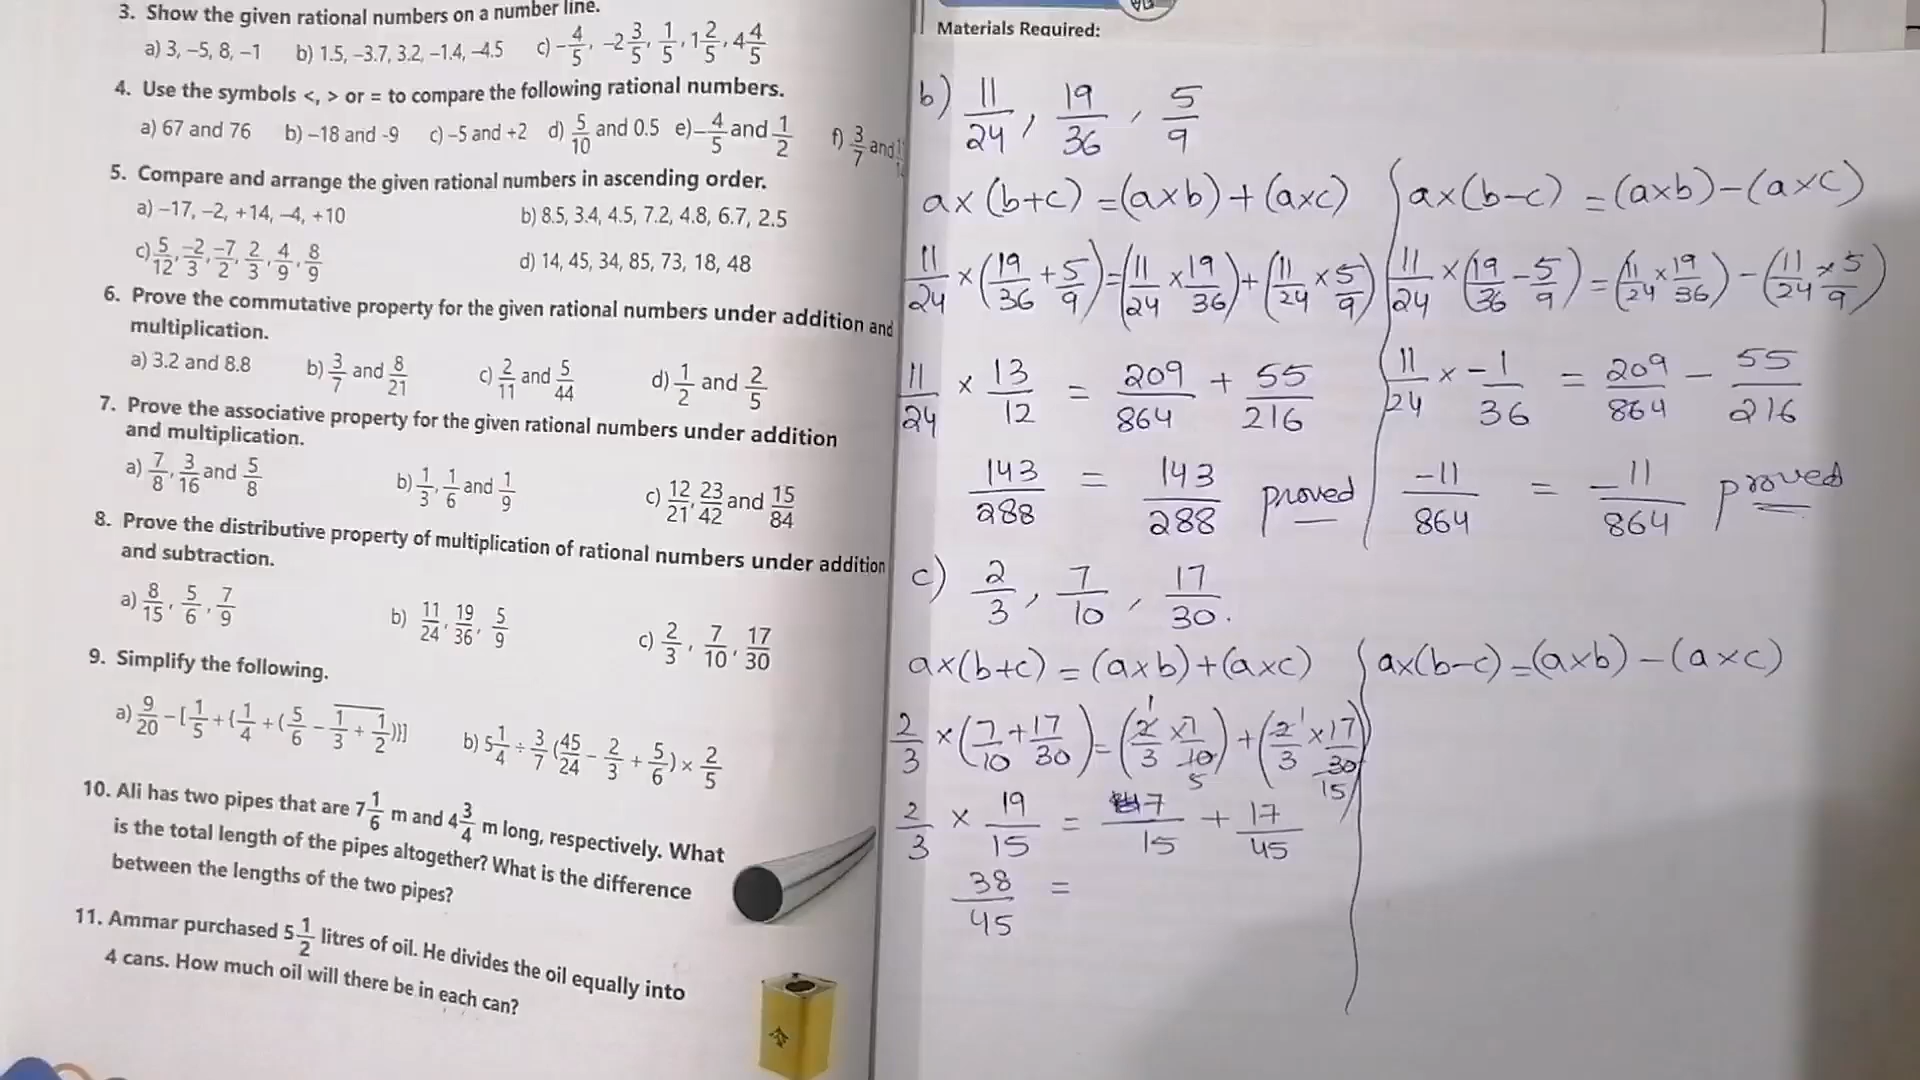 3. Show the given rational numbers on a number line.
a) 3, –5, 8, –1 b) 1.5, –3.7, 3.2, –1.4, –4.5 c) –4/5, –2 3/5, 1/5, 1 2/5, 4 4/5
4. Use the symbols <, > or = to compare the following rational numbers.
a) 67 and 76 b) –18 and -9 c) –5 and +2 d) 5/10 and 0.5 e) –4/5 and 1/2 f) 3/7 and
5. Compare and arrange the given rational numbers in ascending order.
a) –17, –2, +14, –4, +10 b) 8.5, 3.4, 4.5, 7.2, 4.8, 6.7, 2.5
c) 5/12, –2/3, –7/2, 2/3, 4/9, 8/9 d) 14, 45, 34, 85, 73, 18, 48
6. Prove the commutative property for the given rational numbers under addition and
multiplication.
a) 3.2 and 8.8 b) 3/7 and 8/21 c) 2/11 and 5/44 d) 1/2 and 2/5
7. Prove the associative property for the given rational numbers under addition
and multiplication.
a) 7/8, 3/16 and 5/8 b) 1/3, 1/6 and 1/9 c) 12/21, 23/42 and 15/84
8. Prove the distributive property of multiplication of rational numbers under addition
and subtraction.
a) 8/15, 5/6, 7/9 b) 11/24, 19/36, 5/9 c) 2/3, 7/10, 17/30
9. Simplify the following.
a) 9/20 – [1/5 + {1/4 + (5/6 – 1/3 + 1/2)}] b) 5 1/4 ÷ 3/7 (45/24 – 2/3 + 5/6) × 2/5
10. Ali has two pipes that are 7 1/6 m and 4 3/4 m long, respectively. What
is the total length of the pipes altogether? What is the difference
between the lengths of the two pipes?
11. Ammar purchased 5 1/2 litres of oil. He divides the oil equally into
4 cans. How much oil will there be in each can?
Materials Required:
b) 11/24, 19/36, 5/9
a×(b+c) = (a×b)+(a×c)
11/24 × (19/36 + 5/9) = (11/24 × 19/36) + (11/24 × 5/9)
11/24 × 13/12 = 209/864 + 55/216
143/288 = 143/288 proved
a×(b–c) = (a×b)–(a×c)
11/24 × (19/36 – 5/9) = (11/24 × 19/36) – (11/24 × 5/9)
11/24 × –1/36 = 209/864 – 55/216
–11/864 = –11/864 proved
c) 2/3, 7/10, 17/30.
a×(b+c) = (a×b)+(a×c)
2/3 × (7/10 + 17/30) = (2/3 1 × 7/10 5) + (2/3 1 × 17/30 15)
2/3 × 19/15 = 7/15 + 17/45
38/45 =
a×(b–c) = (a×b) – (a×c)